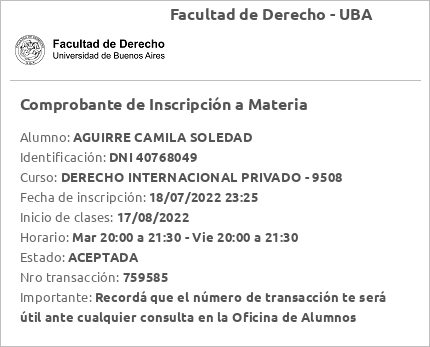 Facultad de Derecho - UBA
Facultad de Derecho
Universidad de Buenos Aires
Comprobante de Inscripción a Materia
Alumno: AGUIRRE CAMILA SOLEDAD
Identificación: DNI 40768049
Curso: DERECHO INTERNACIONAL PRIVADO - 9508
Fecha de inscripción: 18/07/2022 23:25
Inicio de clases: 17/08/2022
Horario: Mar 20:00 a 21:30 - Vie 20:00 a 21:30
Estado: ACEPTADA
Nro transacción: 759585
Importante: Recordá que el número de transacción te será
útil ante cualquier consulta en la Oficina de Alumnos